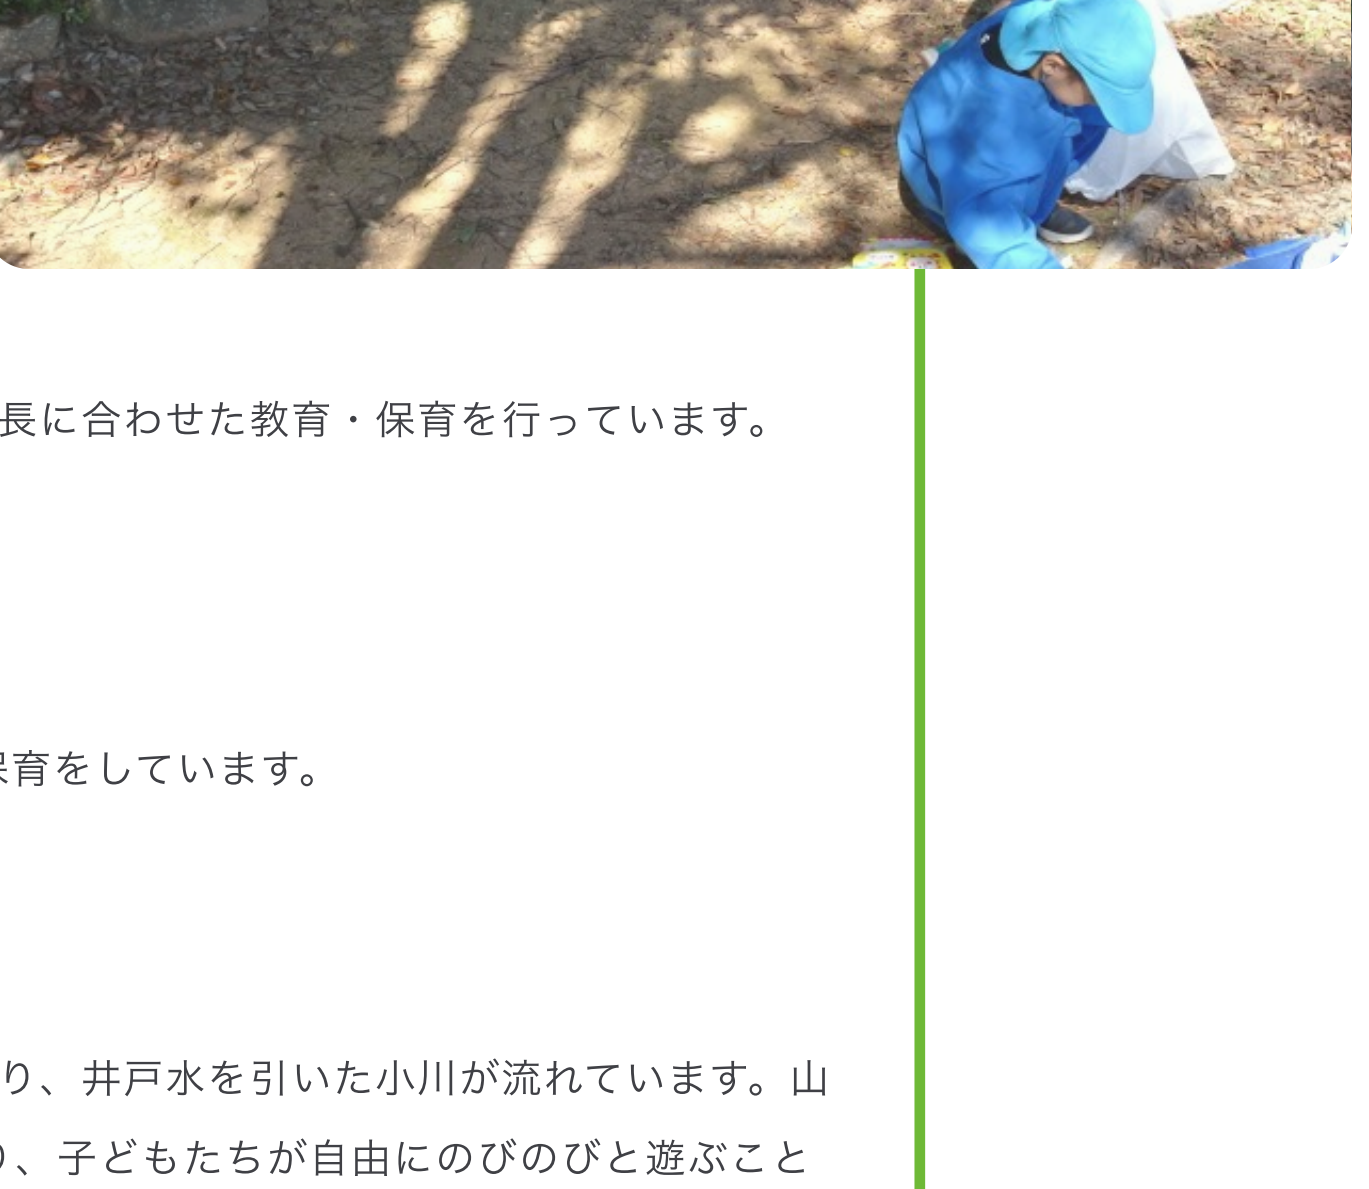 長に合わせた教育・保育を行っています。
保育をしています。
り、井戸水を引いた小川が流れています。山
り、子どもたちが自由にのびのびと遊ぶこと